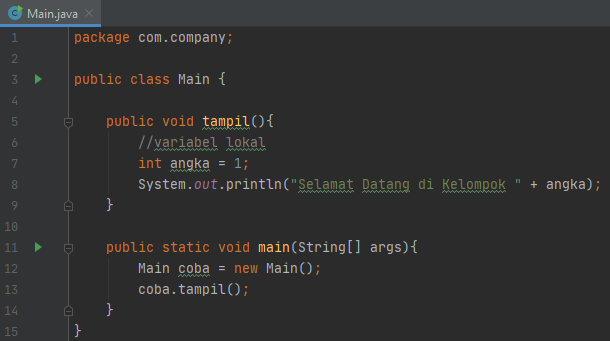 Main.java
1 package com.company;
2
3 public class Main {
4
5 public void tampil(){
6 //variabel lokal
7 int angka = 1;
8 System.out.println("Selamat Datang di Kelompok " + angka);
9 }
10
11 public static void main(String[] args){
12 Main coba = new Main();
13 coba.tampil();
14 }
15 }